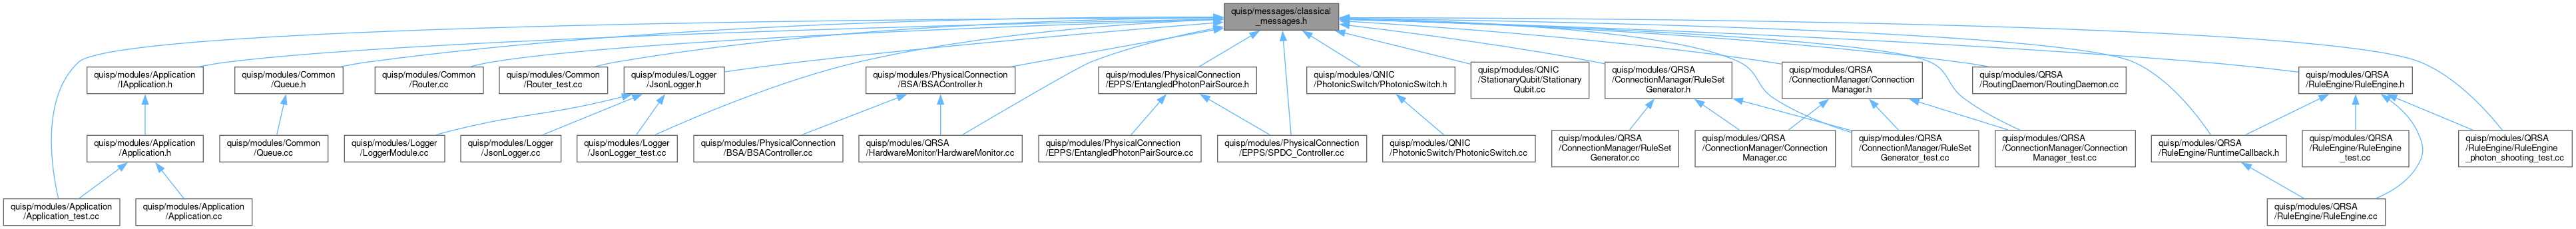 quisp/messages/classical
_messages.h
quisp/modules/Application
/IApplication.h
quisp/modules/Common
/Queue.h
quisp/modules/Common
/Router.cc
quisp/modules/Common
/Router_test.cc
quisp/modules/Logger
/JsonLogger.h
quisp/modules/PhysicalConnection
/BSA/BSAController.h
quisp/modules/PhysicalConnection
/EPPS/EntangledPhotonPairSource.h
quisp/modules/QNIC
/PhotonicSwitch/PhotonicSwitch.h
quisp/modules/QNIC
/StationaryQubit/Stationary
Qubit.cc
quisp/modules/QRSA
/ConnectionManager/RuleSet
Generator.h
quisp/modules/QRSA
/ConnectionManager/Connection
Manager.h
quisp/modules/QRSA
/RoutingDaemon/RoutingDaemon.cc
quisp/modules/QRSA
/RuleEngine/RuleEngine.h
quisp/modules/Application
/Application.h
quisp/modules/Common
/Queue.cc
quisp/modules/Logger
/LoggerModule.cc
quisp/modules/Logger
/JsonLogger.cc
quisp/modules/Logger
/JsonLogger_test.cc
quisp/modules/PhysicalConnection
/BSA/BSAController.cc
quisp/modules/QRSA
/HardwareMonitor/HardwareMonitor.cc
quisp/modules/PhysicalConnection
/EPPS/EntangledPhotonPairSource.cc
quisp/modules/PhysicalConnection
/EPPS/SPDC_Controller.cc
quisp/modules/QNIC
/PhotonicSwitch/PhotonicSwitch.cc
quisp/modules/QRSA
/ConnectionManager/RuleSet
Generator.cc
quisp/modules/QRSA
/ConnectionManager/Connection
Manager.cc
quisp/modules/QRSA
/ConnectionManager/RuleSet
Generator_test.cc
quisp/modules/QRSA
/ConnectionManager/Connection
Manager_test.cc
quisp/modules/QRSA
/RuleEngine/RuntimeCallback.h
quisp/modules/QRSA
/RuleEngine/RuleEngine
_test.cc
quisp/modules/QRSA
/RuleEngine/RuleEngine
_photon_shooting_test.cc
quisp/modules/Application
/Application_test.cc
quisp/modules/Application
/Application.cc
quisp/modules/QRSA
/RuleEngine/RuleEngine.cc